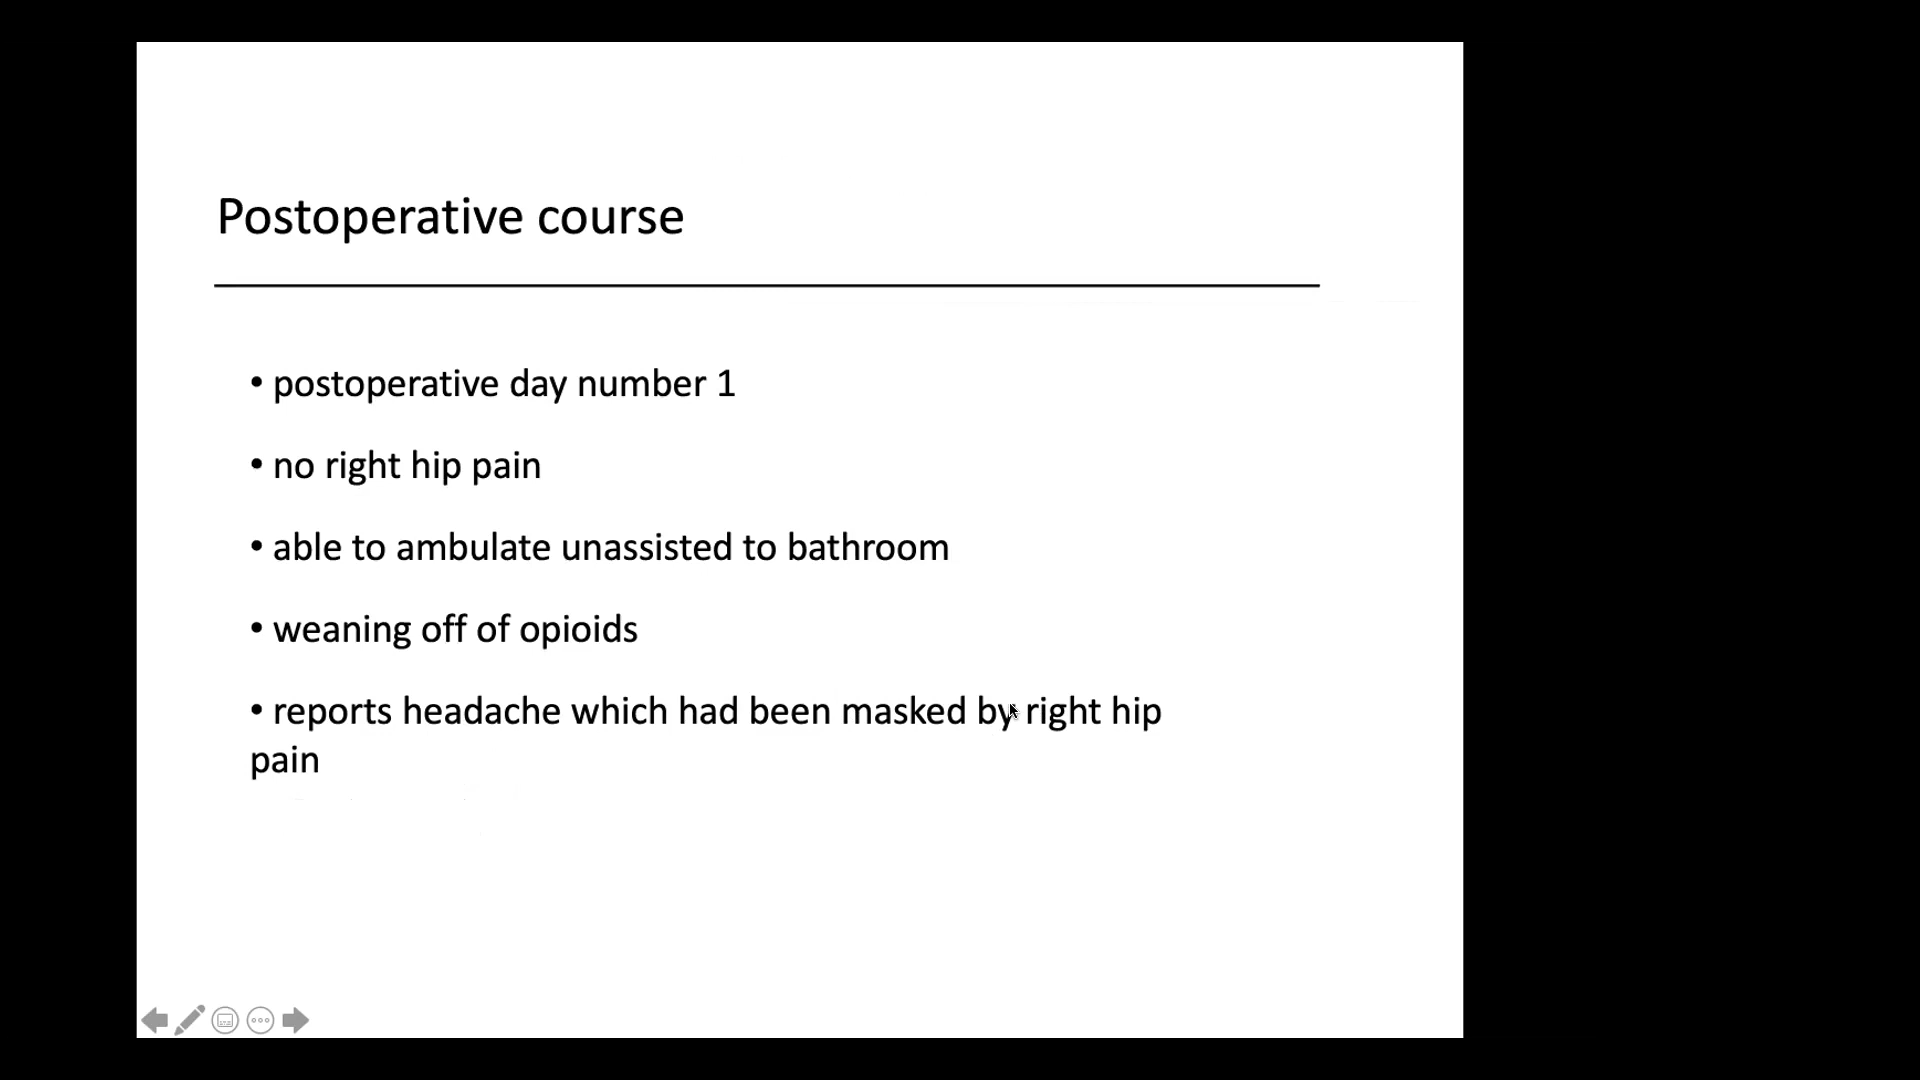 Postoperative course
• postoperative day number 1
• no right hip pain
• able to ambulate unassisted to bathroom
• weaning off of opioids
• reports headache which had been masked by right hip
pain